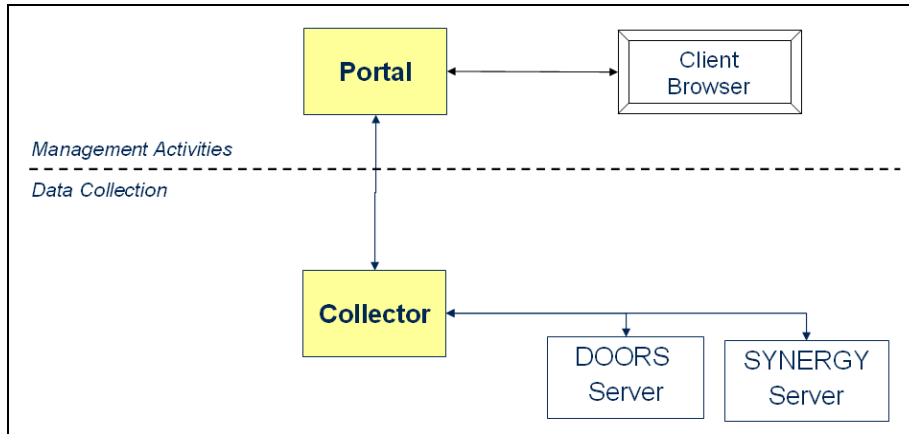 Portal
Client
Browser
Management Activities
Data Collection
Collector
DOORS
Server
SYNERGY
Server